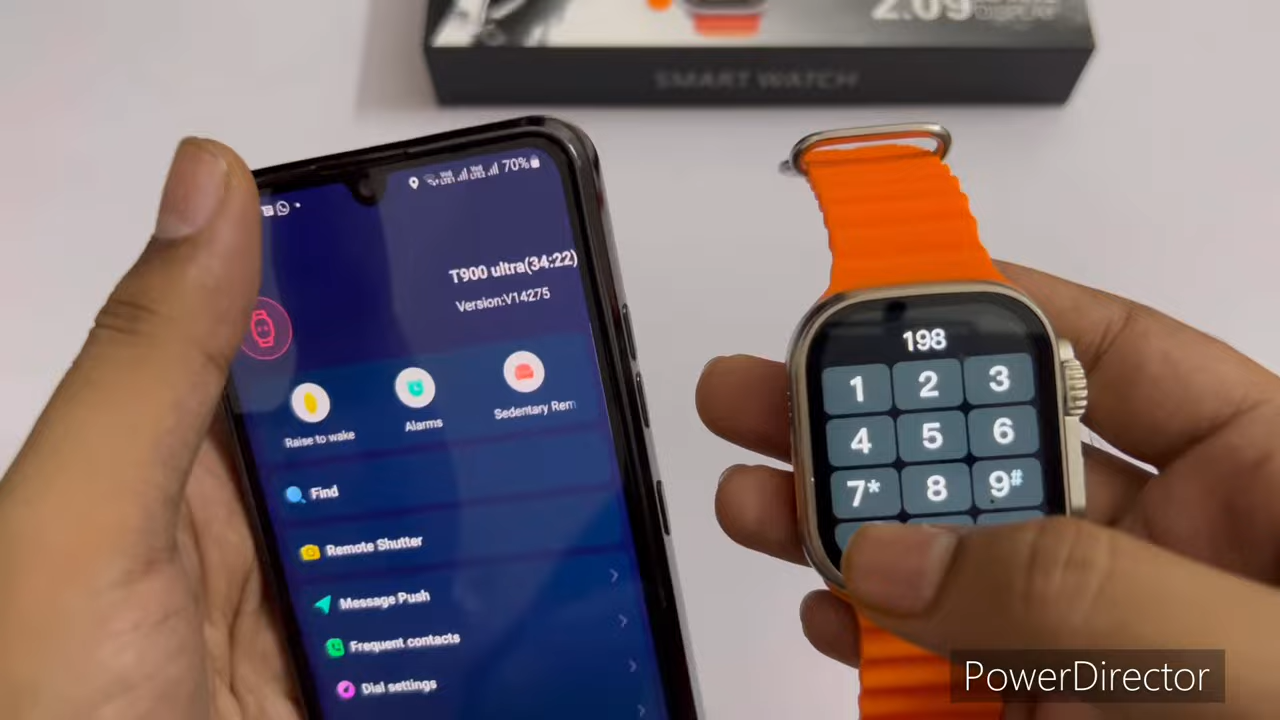 2.09
DISPLAY
SMART WATCH
70%
T900 ultra(34:22)
Version:V14275
Raise to wake
Alarms
Sedentary Rem
Find
Remote Shutter
Message Push
Frequent contacts
Dial settings
198
1 2 3
4 5 6
7* 8 9#
PowerDirector